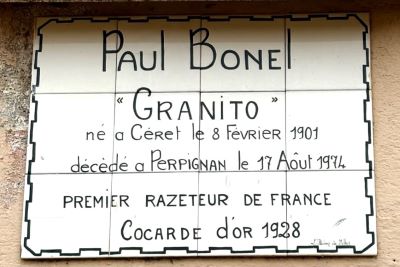 Paul Bonel
" GRANITO "
né a Céret le 8 Février 1901
décédé a PERPIGNAN le 17 Aôut 1974
PREMIER RAZETEUR DE FRANCE
COCARDE D'OR 1928